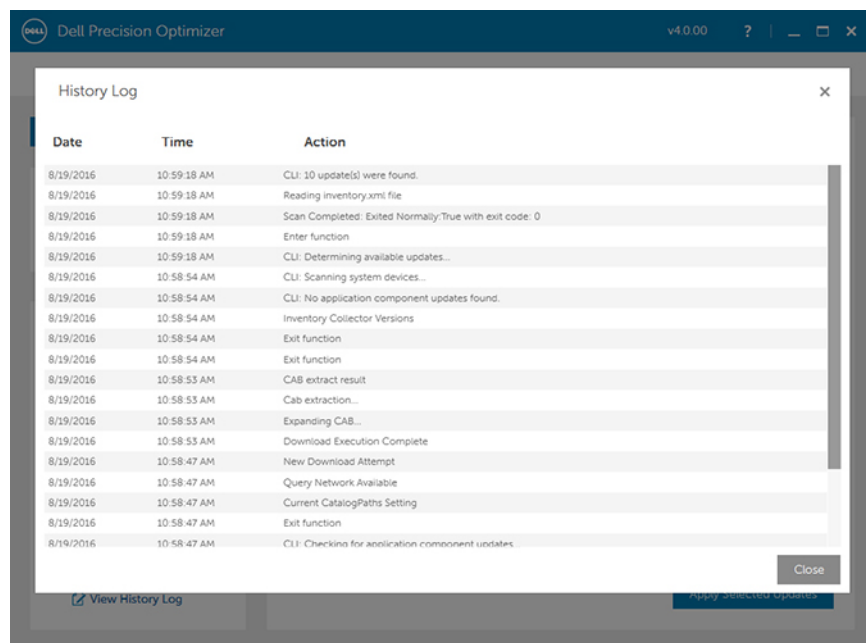 DELL Dell Precision Optimizer v4.0.00 ?
History Log
Date Time Action
8/19/2016 10:59:18 AM CLI: 10 update(s) were found.
8/19/2016 10:59:18 AM Reading inventory.xml file
8/19/2016 10:59:18 AM Scan Completed: Exited Normally:True with exit code: 0
8/19/2016 10:59:18 AM Enter function
8/19/2016 10:59:18 AM CLI: Determining available updates...
8/19/2016 10:58:54 AM CLI: Scanning system devices...
8/19/2016 10:58:54 AM CLI: No application component updates found.
8/19/2016 10:58:54 AM Inventory Collector Versions
8/19/2016 10:58:54 AM Exit function
8/19/2016 10:58:54 AM Exit function
8/19/2016 10:58:53 AM CAB extract result
8/19/2016 10:58:53 AM Cab extraction...
8/19/2016 10:58:53 AM Expanding CAB...
8/19/2016 10:58:53 AM Download Execution Complete
8/19/2016 10:58:47 AM New Download Attempt
8/19/2016 10:58:47 AM Query Network Available
8/19/2016 10:58:47 AM Current CatalogPaths Setting
8/19/2016 10:58:47 AM Exit function
8/19/2016 10:58:47 AM CLI: Checking for application component updates...
Close
View History Log Apply Selected Updates